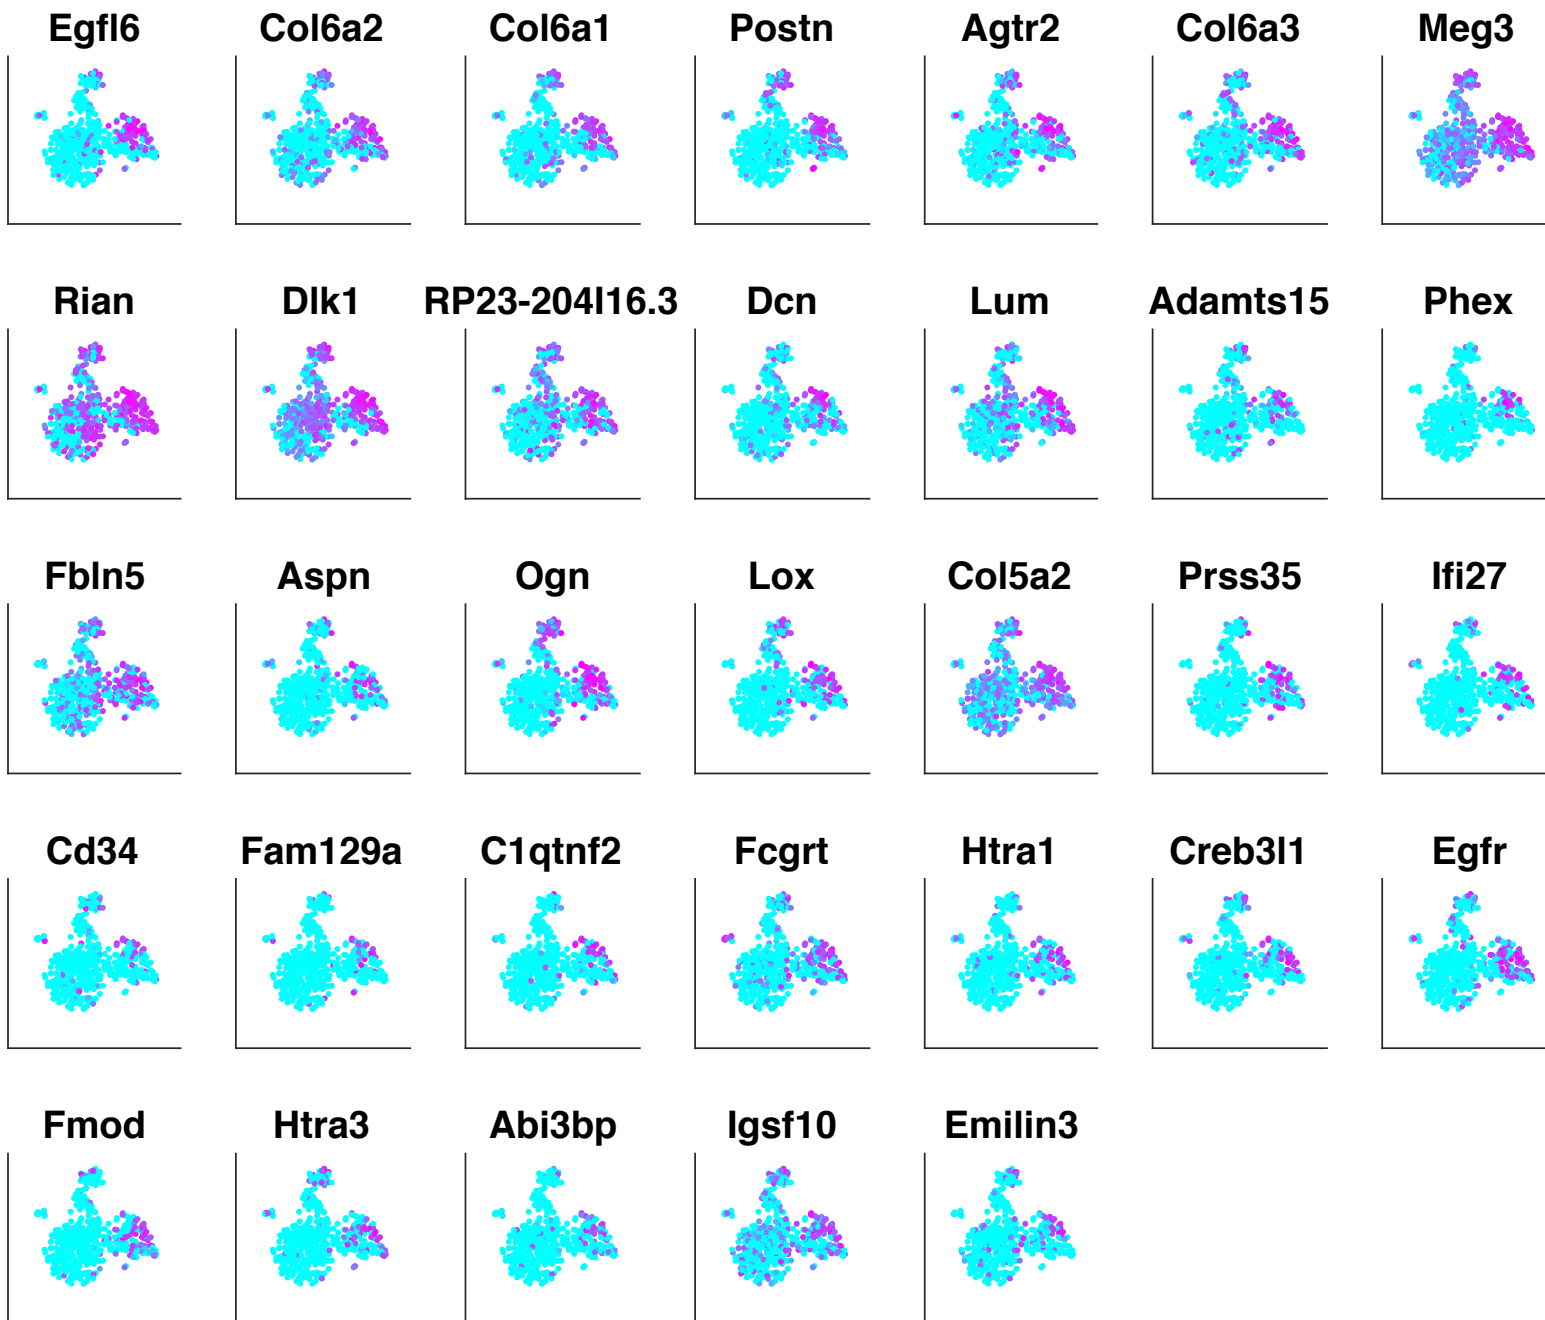 Egfl6 Col6a2 Col6a1 Postn Agtr2 Col6a3 Meg3
Rian Dlk1 RP23-204I16.3 Dcn Lum Adamts15 Phex
Fbln5 Aspn Ogn Lox Col5a2 Prss35 Ifi27
Cd34 Fam129a C1qtnf2 Fcgrt Htra1 Creb3l1 Egfr
Fmod Htra3 Abi3bp Igsf10 Emilin3